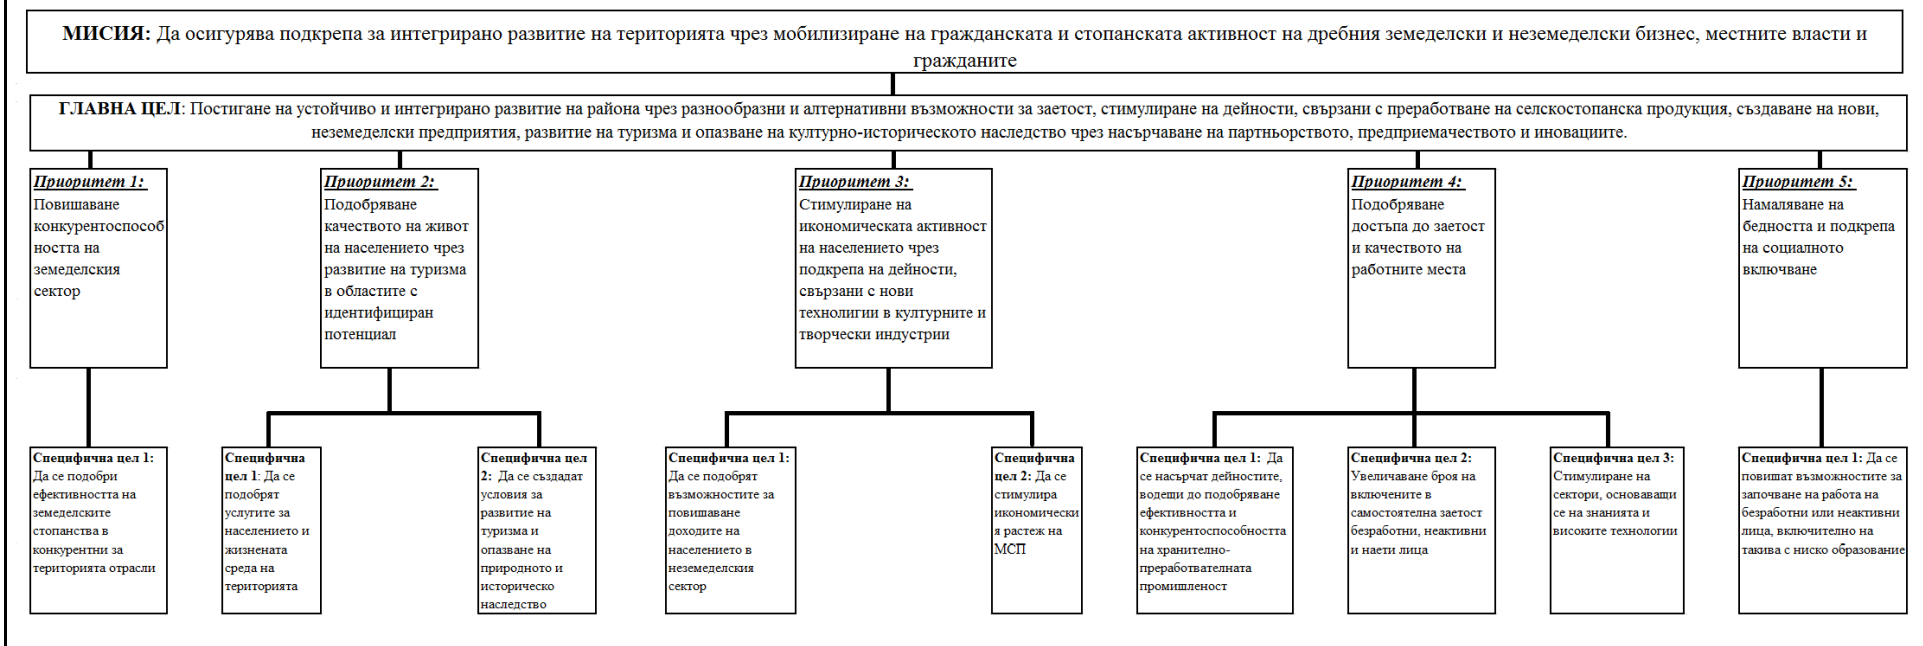 МИСИЯ: Да осигурява подкрепа за интегрирано развитие на територията чрез мобилизиране на гражданската и стопанската активност на дребния земеделски и неземеделски бизнес, местните власти и
гражданите
ГЛАВНА ЦЕЛ: Постигане на устойчиво и интегрирано развитие на района чрез разнообразни и алтернативни възможности за заетост, стимулиране на дейности, свързани с преработване на селскостопанска продукция, създаване на нови,
неземеделски предприятия, развитие на туризма и опазване на културно-историческото наследство чрез насърчаване на партньорството, предприемачеството и иновациите.
Приоритет 1:
Повишаване
конкурентоспособ
ността на
земеделския
сектор
Приоритет 2:
Подобряване
качеството на живот
на населението чрез
развитие на туризма
в областите с
идентифициран
потенциал
Приоритет 3:
Стимулиране на
икономическата активност
на населението чрез
подкрепа на дейности,
свързани с нови
технолигии в културните и
творчески индустрии
Приоритет 4:
Подобряване
достъпа до заетост
и качеството на
работните места
Приоритет 5:
Намаляване на
бедността и подкрепа
на социалното
включване
Специфична цел 1:
Да се подобри
ефективността на
земеделските
стопанства в
конкурентни за
територията отрасли
Специфична
цел 1: Да се
подобрят
услугите за
населението и
жизнената
среда на
територията
Специфична цел
2: Да се създадат
условия за
развитие на
туризма и
опазване на
природното и
историческо
наследство
Специфична цел 1:
Да се подобрят
възможностите за
повишаване
доходите на
населението в
неземеделския
сектор
Специфична
цел 2: Да се
стимулира
икономически
я растеж на
МСП
Специфична цел 1: Да
се насърчат дейностите,
водещи до подобряване
ефективността и
конкурентоспособността
на хранително-
преработвателната
промишленост
Специфична цел 2:
Увеличаване броя на
включените в
самостоятелна заетост
безработни, неактивни
и наети лица
Специфична цел 3:
Стимулиране на
сектори, основаващи
се на знанията и
високите технологии
Специфична цел 1: Да се
повишат възможностите за
започване на работа на
безработни или неактивни
лица, включително на
такива с ниско образование